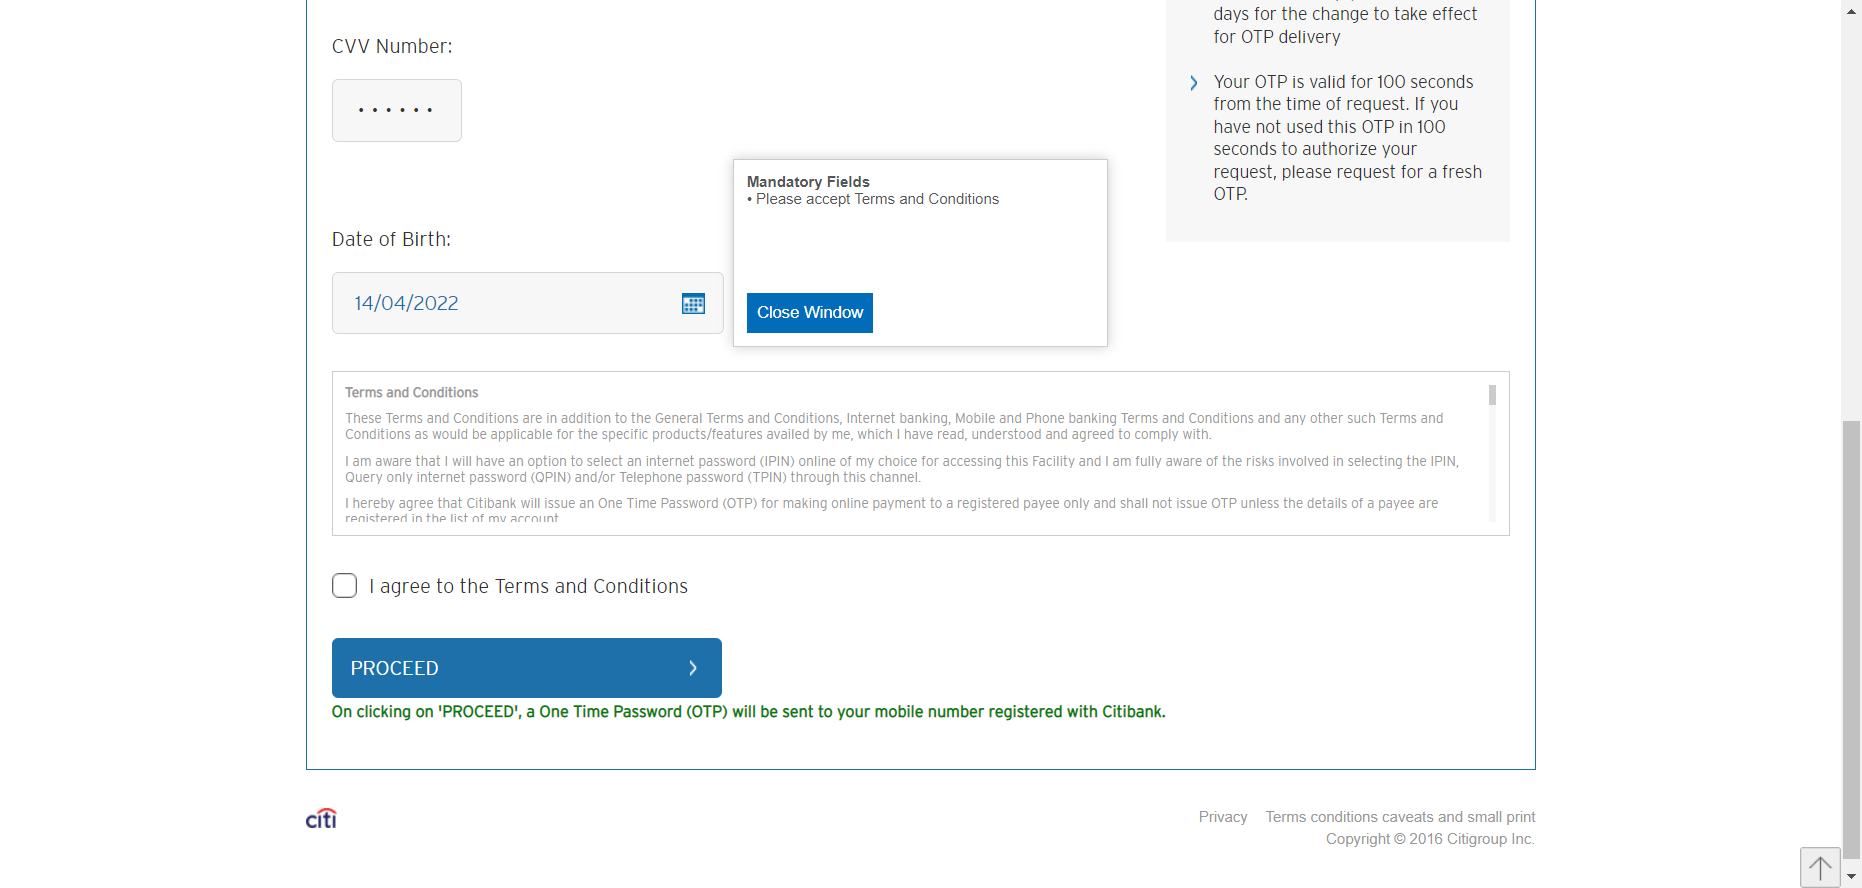 days for the change to take effect
for OTP delivery
CVV Number:
Your OTP is valid for 100 seconds
from the time of request. If you
have not used this OTP in 100
seconds to authorize your
request, please request for a fresh
OTP.
Mandatory Fields
• Please accept Terms and Conditions
Close Window
Date of Birth:
14/04/2022
Terms and Conditions
These Terms and Conditions are in addition to the General Terms and Conditions, Internet banking, Mobile and Phone banking Terms and Conditions and any other such Terms and
Conditions as would be applicable for the specific products/features availed by me, which I have read, understood and agreed to comply with.
I am aware that I will have an option to select an internet password (IPIN) online of my choice for accessing this Facility and I am fully aware of the risks involved in selecting the IPIN,
Query only internet password (QPIN) and/or Telephone password (TPIN) through this channel.
I hereby agree that Citibank will issue an One Time Password (OTP) for making online payment to a registered payee only and shall not issue OTP unless the details of a payee are
registered in the list of my account
I agree to the Terms and Conditions
PROCEED
On clicking on 'PROCEED', a One Time Password (OTP) will be sent to your mobile number registered with Citibank.
citi
Privacy Terms conditions caveats and small print
Copyright © 2016 Citigroup Inc.